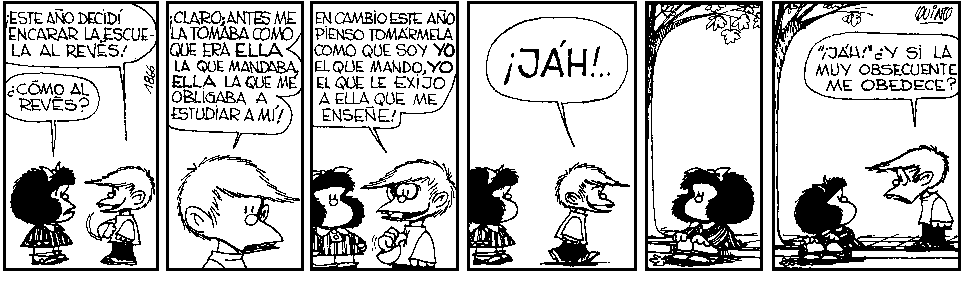 ¡ESTE AÑO DECIDÍ
ENCARAR LA ESCUE-
LA AL REVÉS!
¿CÓMO AL
REVÉS?
1866
¡CLARO; ANTES ME
LA TOMABA COMO
QUE ERA ELLA
LA QUE MANDABA,
ELLA LA QUE ME
OBLIGABA A
ESTUDIAR A MÍ!
EN CAMBIO ESTE AÑO
PIENSO TOMÁRMELA
COMO QUE SOY YO
EL QUE MANDO, YO
EL QUE LE EXIJO
A ELLA QUE ME
ENSEÑE!
¡JÁH!..
QUINO
"¡JÁH!" ¿Y SI LA
MUY OBSECUENTE
ME OBEDECE?